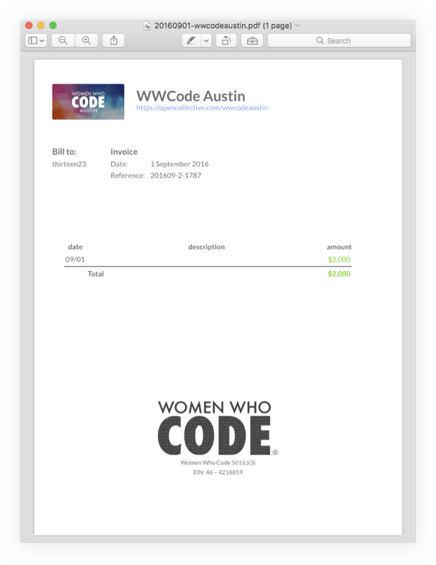 20160901-wwcodeaustin.pdf (1 page)
Search
WOMEN WHO
CODE
AUSTIN
WWCode Austin
https://opencollective.com/wwcodeaustin
Bill to: Invoice
thirteen23 Date: 1 September 2016
Reference: 201609-2-1787
date description amount
09/01 $2,000
Total $2,000
WOMEN WHO
CODE®
Women Who Code 501(c)(3)
EIN: 46 – 4218859